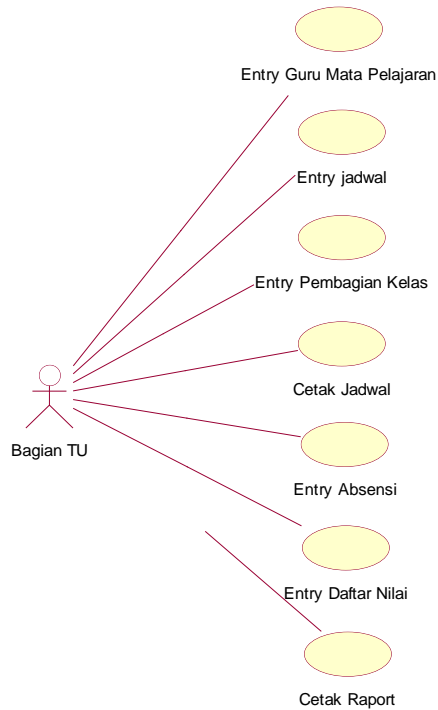 Entry Guru Mata Pelajaran
Entry jadwal
Entry Pembagian Kelas
Cetak Jadwal
Bagian TU
Entry Absensi
Entry Daftar Nilai
Cetak Raport